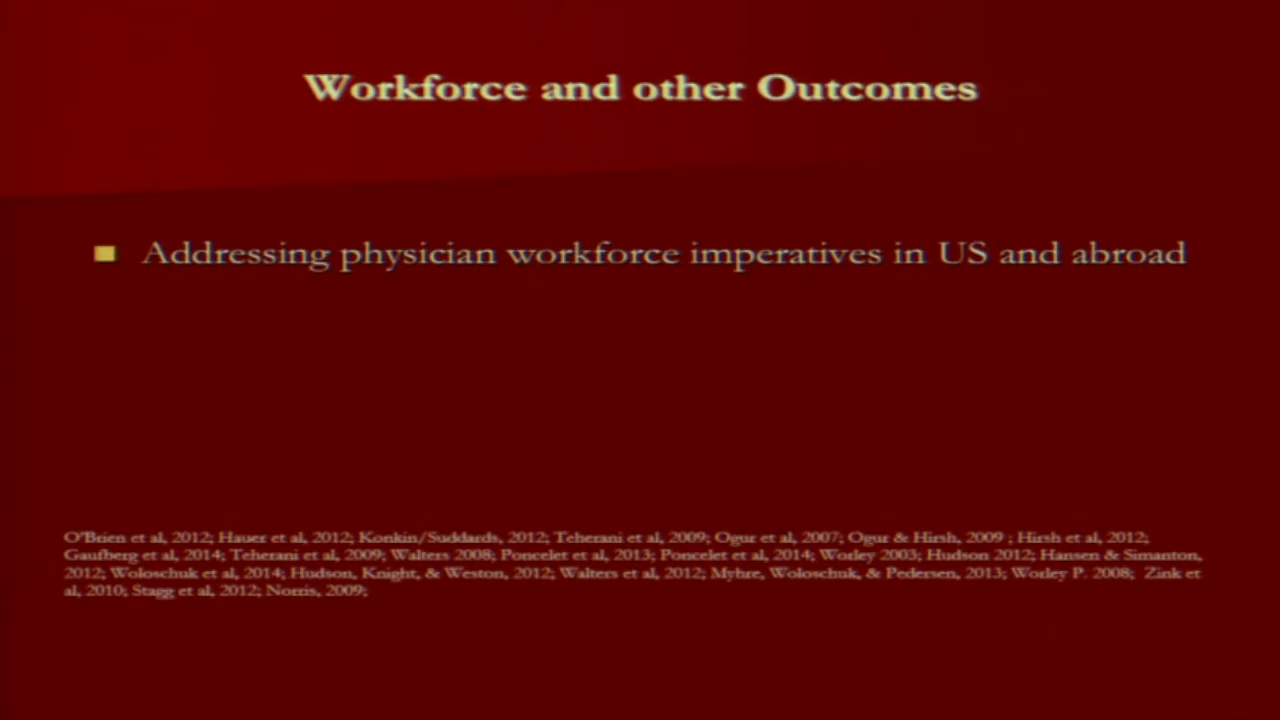 Workforce and other Outcomes
Addressing physician workforce imperatives in US and abroad
O'Brien et al, 2012; Hauer et al, 2012; Konkin/Suddards, 2012; Teherani et al, 2009; Ogur et al, 2007; Ogur & Hirsh, 2009 ; Hirsh et al, 2012;
Gaufberg et al, 2014; Teherani et al, 2009; Walters 2008; Poncelet et al, 2013; Poncelet et al, 2014; Worley 2003; Hudson 2012; Hansen & Simanton,
2012; Woloschuk et al, 2014; Hudson, Knight, & Weston, 2012; Walters et al, 2012; Myhre, Woloschuk, & Pedersen, 2013; Worley P. 2008; Zink et
al, 2010; Stagg et al, 2012; Norris, 2009;